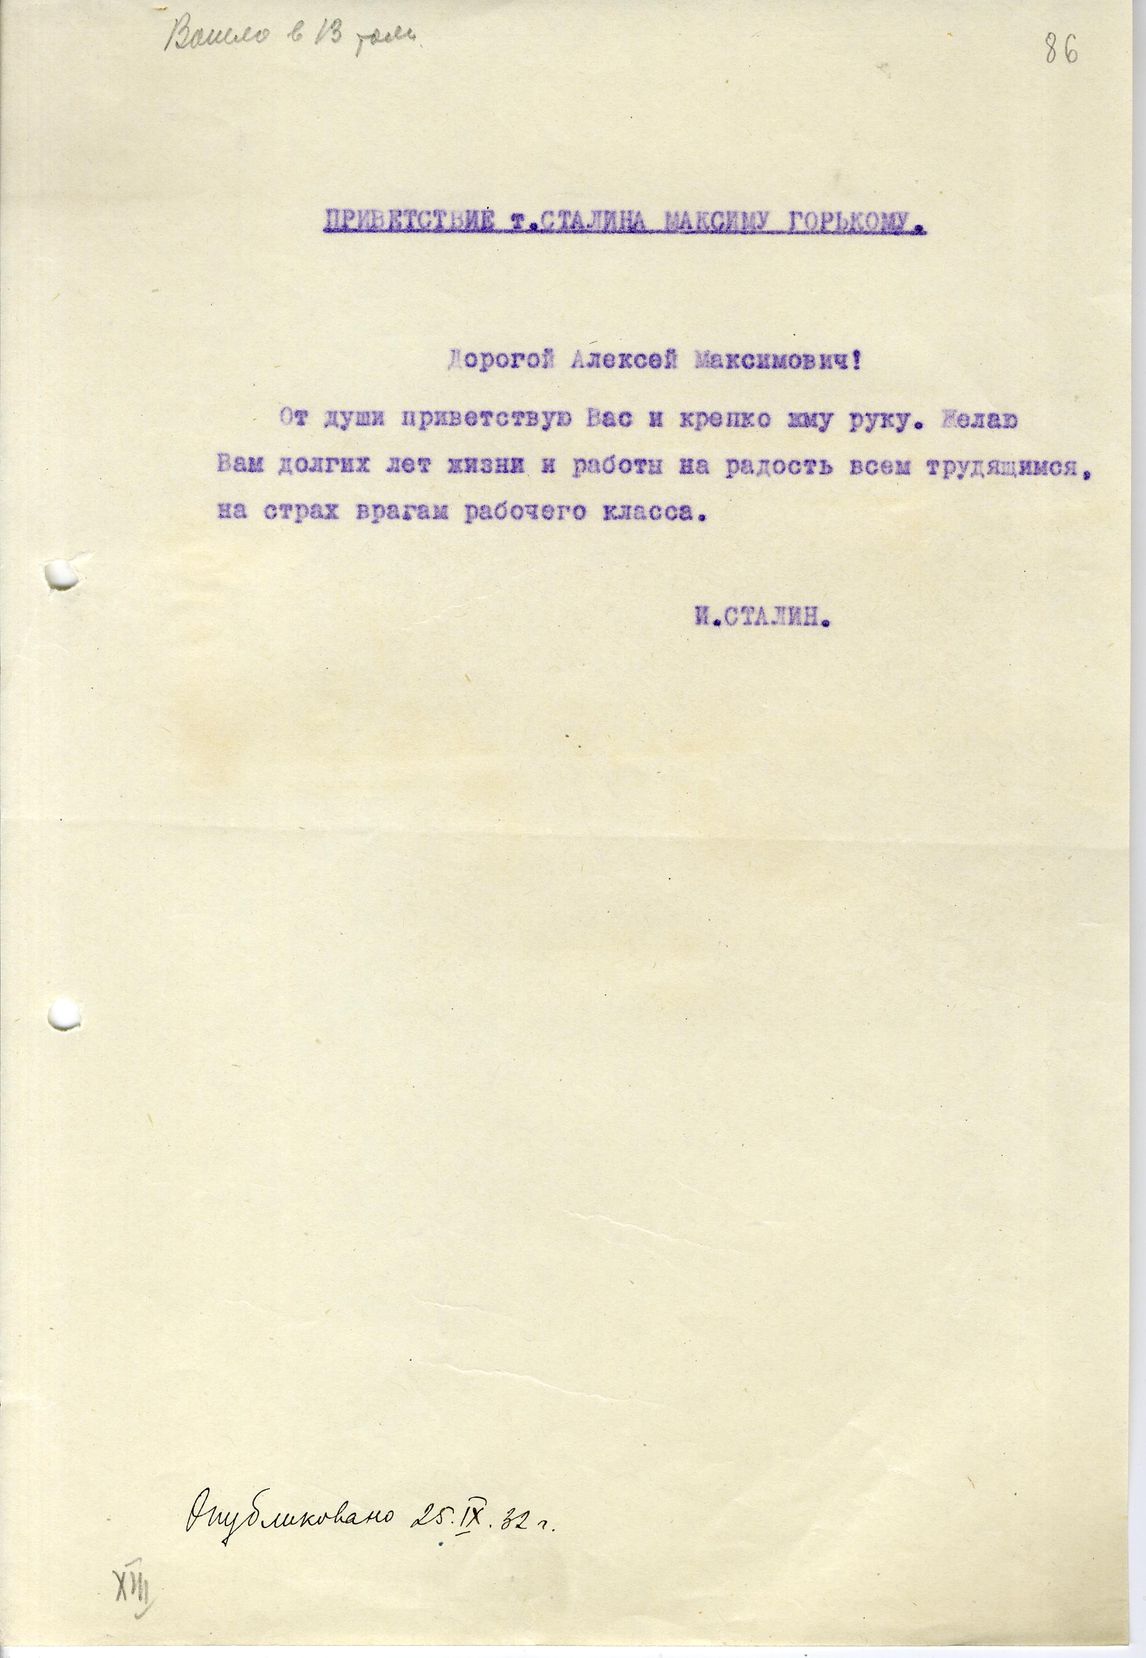 Вошло в 13 том.
86
ПРИВЕТСТВИЕ т.СТАЛИНА МАКСИМУ ГОРЬКОМУ.
Дорогой Алексей Максимович!
От души приветствую Вас и крепко жму руку. Желаю
Вам долгих лет жизни и работы на радость всем трудящимся,
на страх врагам рабочего класса.
И.СТАЛИН.
Опубликовано 25.IX.32 г.
XIII